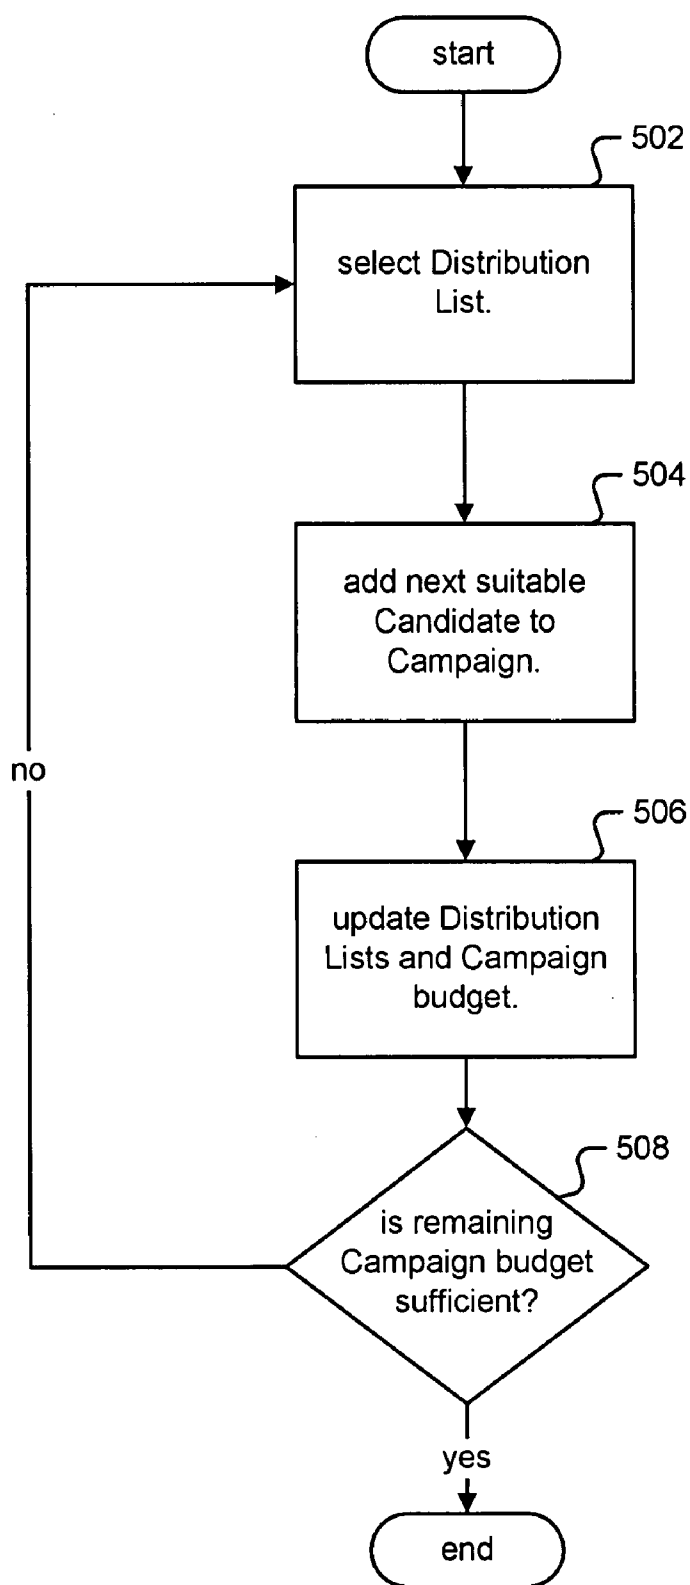 start
502
select Distribution
List.
504
add next suitable
Candidate to
Campaign.
no
506
update Distribution
Lists and Campaign
budget.
508
is remaining
Campaign budget
sufficient?
yes
end